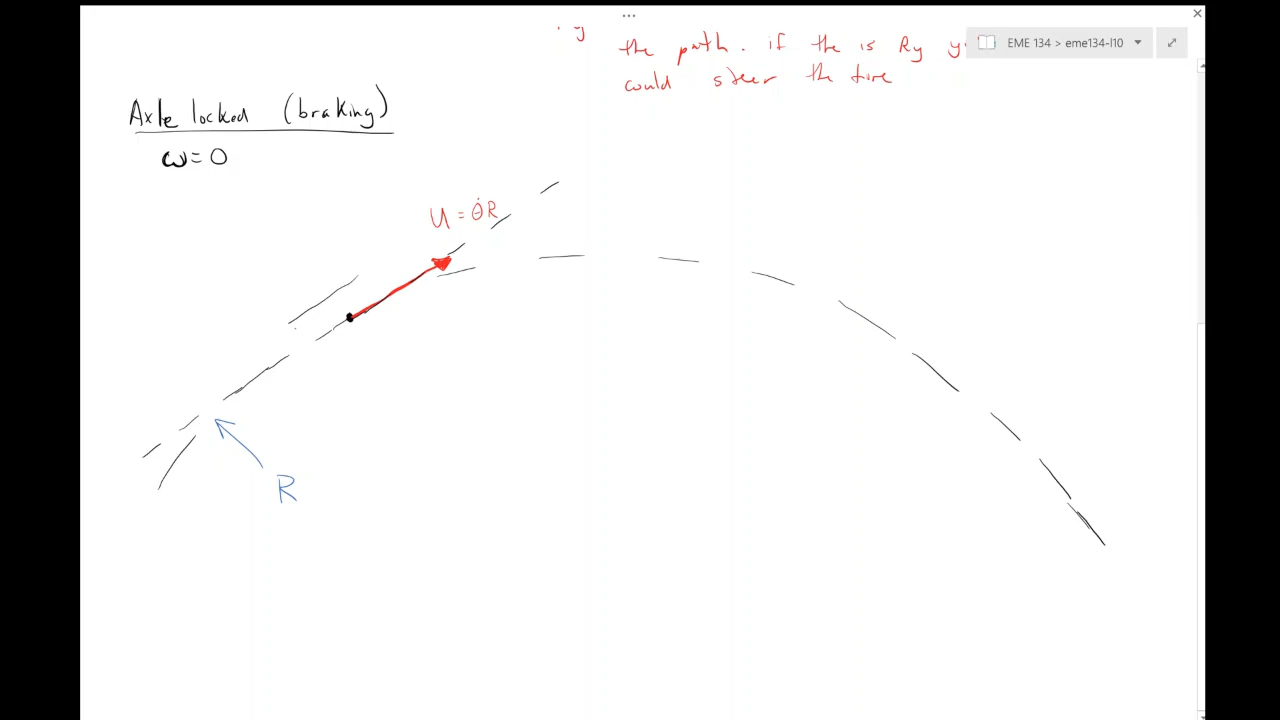 the path. if the is Ry
EME 134 > eme134-l10
could steer the tire
Axle locked (braking)
ω=0
U = θ̇R
R